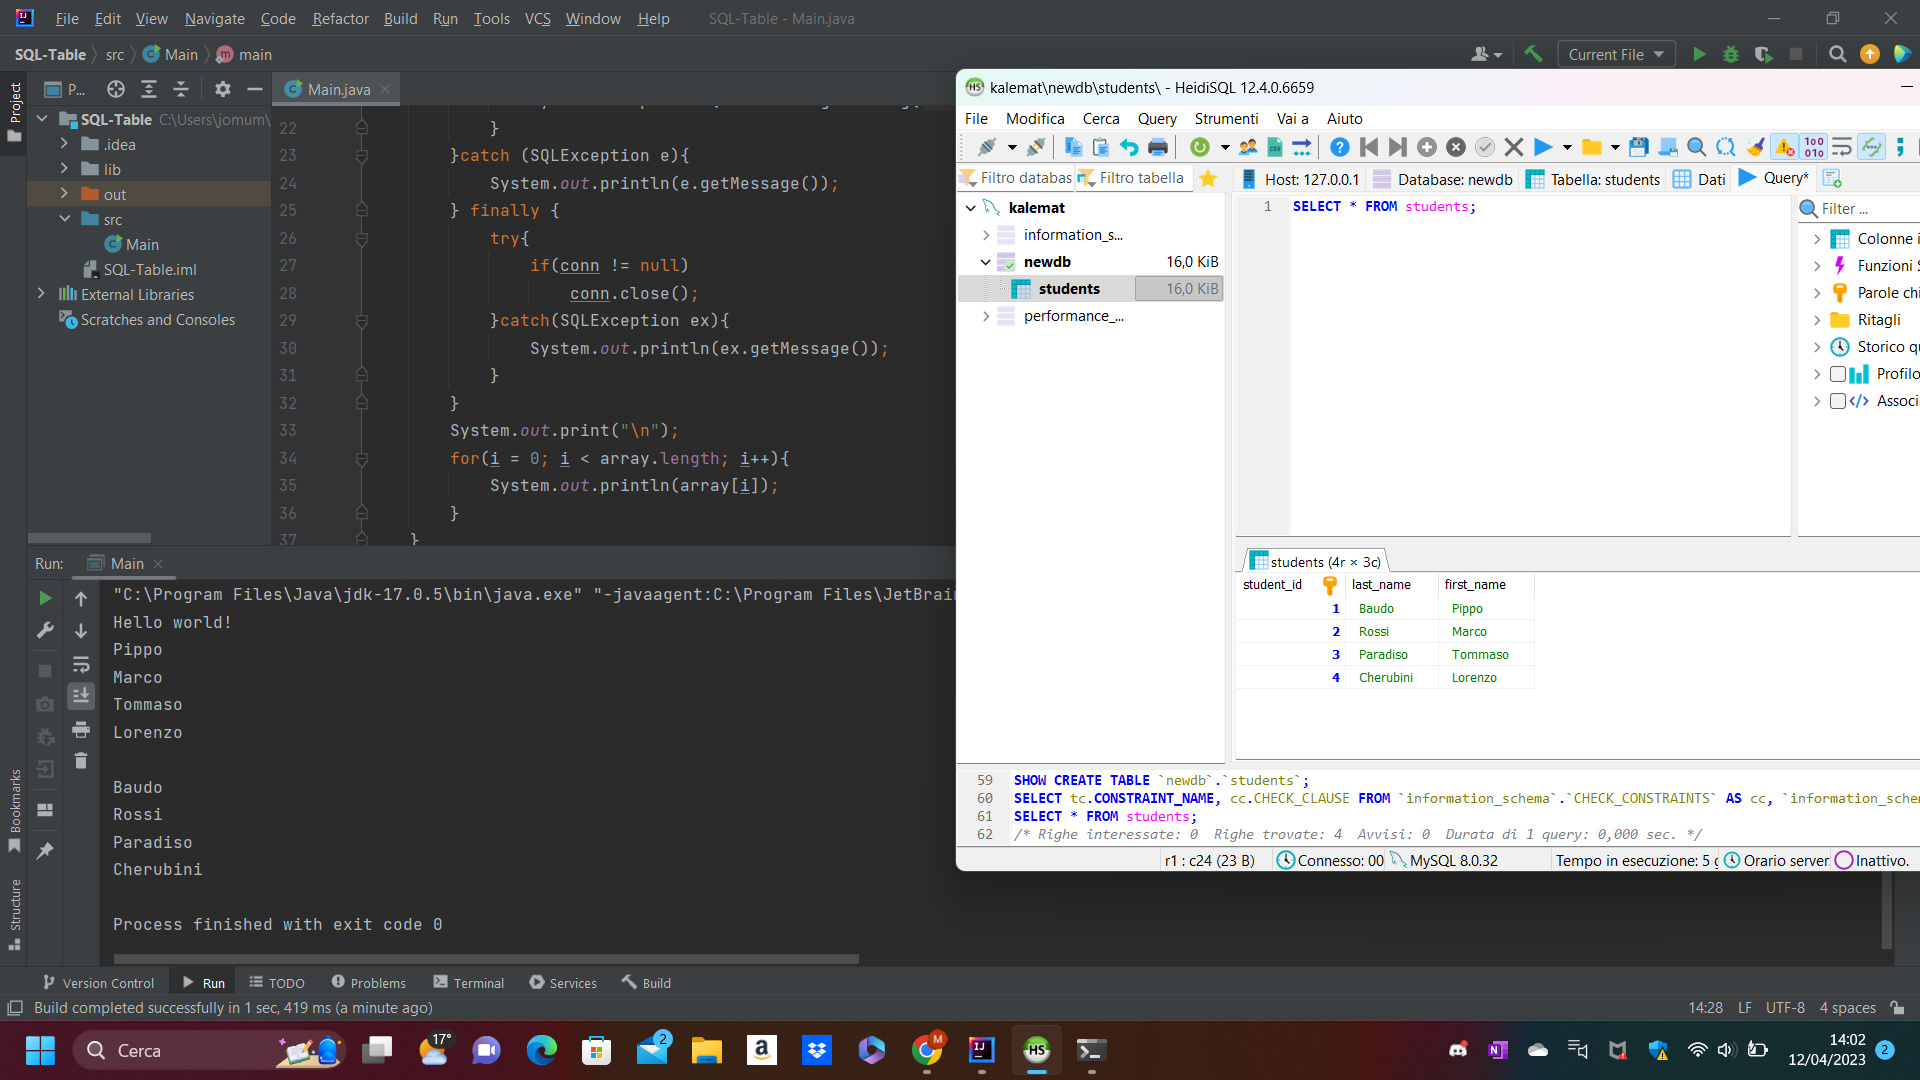 File Edit View Navigate Code Refactor Build Run Tools VCS Window Help SQL-Table - Main.java
SQL-Table src Main main
Current File
Project
P...
Main.java
SQL-Table C:\Users\jomum\
.idea
lib
out
src
Main
SQL-Table.iml
External Libraries
Scratches and Consoles
22 }
23 }catch (SQLException e){
24 System.out.println(e.getMessage());
25 } finally {
26 try{
27 if(conn != null)
28 conn.close();
29 }catch(SQLException ex){
30 System.out.println(ex.getMessage());
31 }
32 }
33 System.out.print("\n");
34 for(i = 0; i < array.length; i++){
35 System.out.println(array[i]);
36 }
37 }
Run: Main
"C:\Program Files\Java\jdk-17.0.5\bin\java.exe" "-javaagent:C:\Program Files\JetBrain
Hello world!
Pippo
Marco
Tommaso
Lorenzo
Baudo
Rossi
Paradiso
Cherubini
Process finished with exit code 0
Bookmarks
Structure
kalemat\newdb\students\ - HeidiSQL 12.4.0.6659
File Modifica Cerca Query Strumenti Vai a Aiuto
Filtro databas Filtro tabella
Host: 127.0.0.1 Database: newdb Tabella: students Dati Query*
kalemat
information_s...
newdb 16,0 KiB
students 16,0 KiB
performance_...
1 SELECT * FROM students;
Filter ...
Colonne i
Funzioni S
Parole chi
Ritagli
Storico qu
Profilo
Associ
students (4r × 3c)
student_id last_name first_name
1 Baudo Pippo
2 Rossi Marco
3 Paradiso Tommaso
4 Cherubini Lorenzo
59 SHOW CREATE TABLE `newdb`.`students`;
60 SELECT tc.CONSTRAINT_NAME, cc.CHECK_CLAUSE FROM `information_schema`.`CHECK_CONSTRAINTS` AS cc, `information_schem
61 SELECT * FROM students;
62 /* Righe interessate: 0 Righe trovate: 4 Avvisi: 0 Durata di 1 query: 0,000 sec. */
r1 : c24 (23 B) Connesso: 00 MySQL 8.0.32 Tempo in esecuzione: 5 g Orario server Inattivo.
Version Control Run TODO Problems Terminal Services Build
Build completed successfully in 1 sec, 419 ms (a minute ago)
14:28 LF UTF-8 4 spaces
Cerca
17°
2
M
14:02
12/04/2023
2